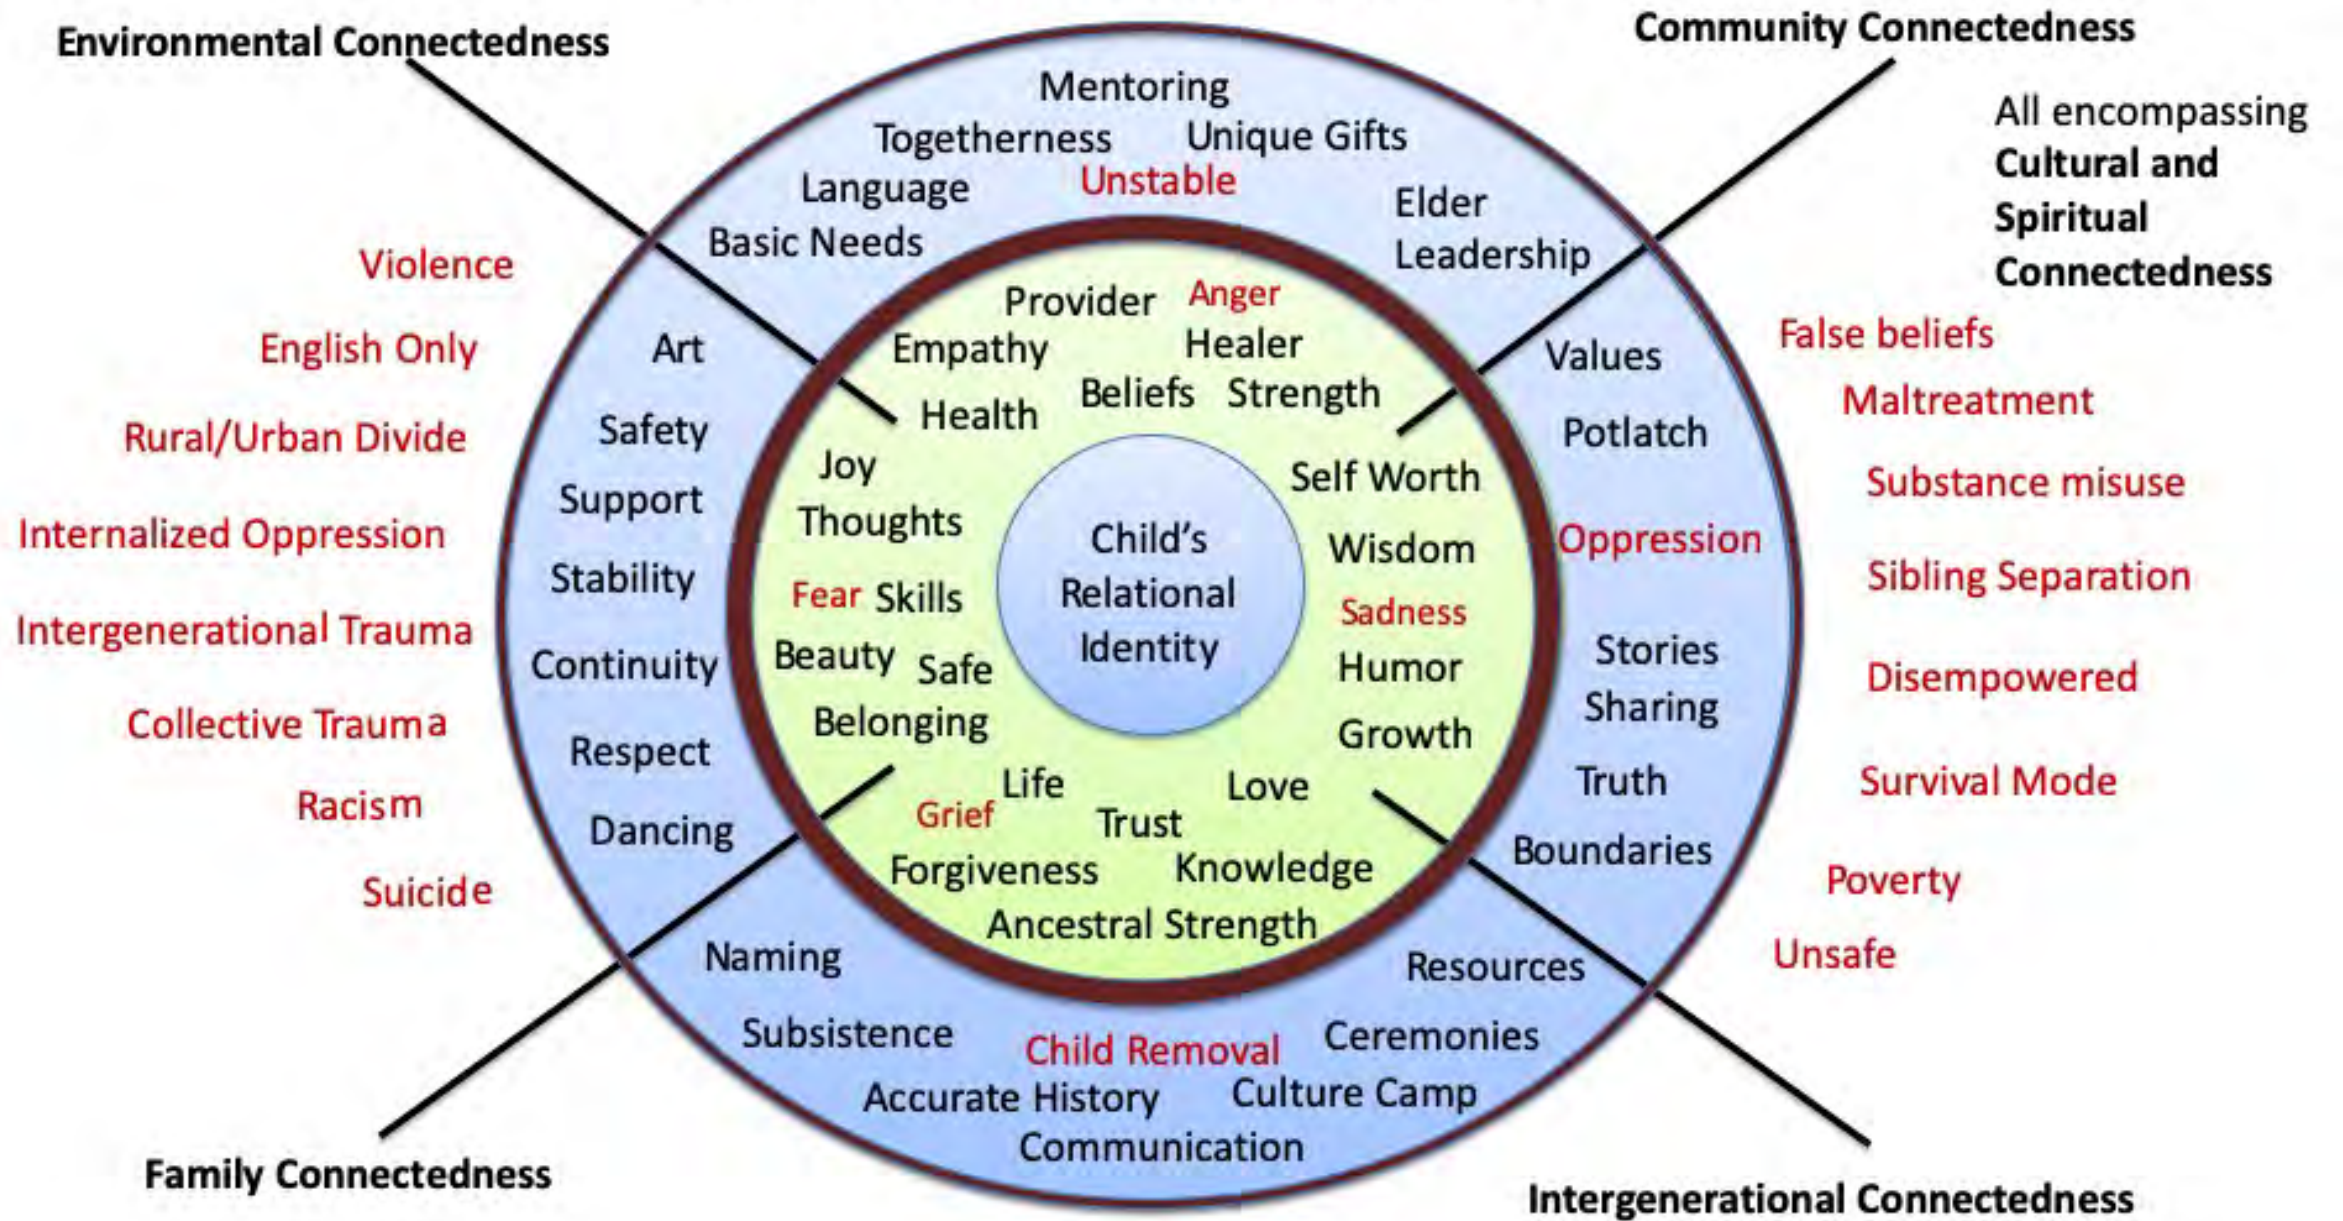 Environmental Connectedness
Community Connectedness
All encompassing
Cultural and
Spiritual
Connectedness
Mentoring
Togetherness
Unique Gifts
Language
Unstable
Elder
Leadership
Basic Needs
Violence
English Only
Rural/Urban Divide
Internalized Oppression
Intergenerational Trauma
Collective Trauma
Racism
Suicide
Art
Safety
Support
Stability
Continuity
Respect
Dancing
Provider
Anger
Empathy
Healer
Health
Beliefs
Strength
Joy
Thoughts
Fear
Skills
Beauty
Safe
Belonging
Child's
Relational
Identity
Self Worth
Wisdom
Sadness
Humor
Growth
Life
Love
Grief
Trust
Forgiveness
Knowledge
Ancestral Strength
Values
Potlatch
Oppression
Stories
Sharing
Truth
Boundaries
False beliefs
Maltreatment
Substance misuse
Sibling Separation
Disempowered
Survival Mode
Poverty
Unsafe
Naming
Resources
Subsistence
Child Removal
Ceremonies
Accurate History
Culture Camp
Communication
Family Connectedness
Intergenerational Connectedness